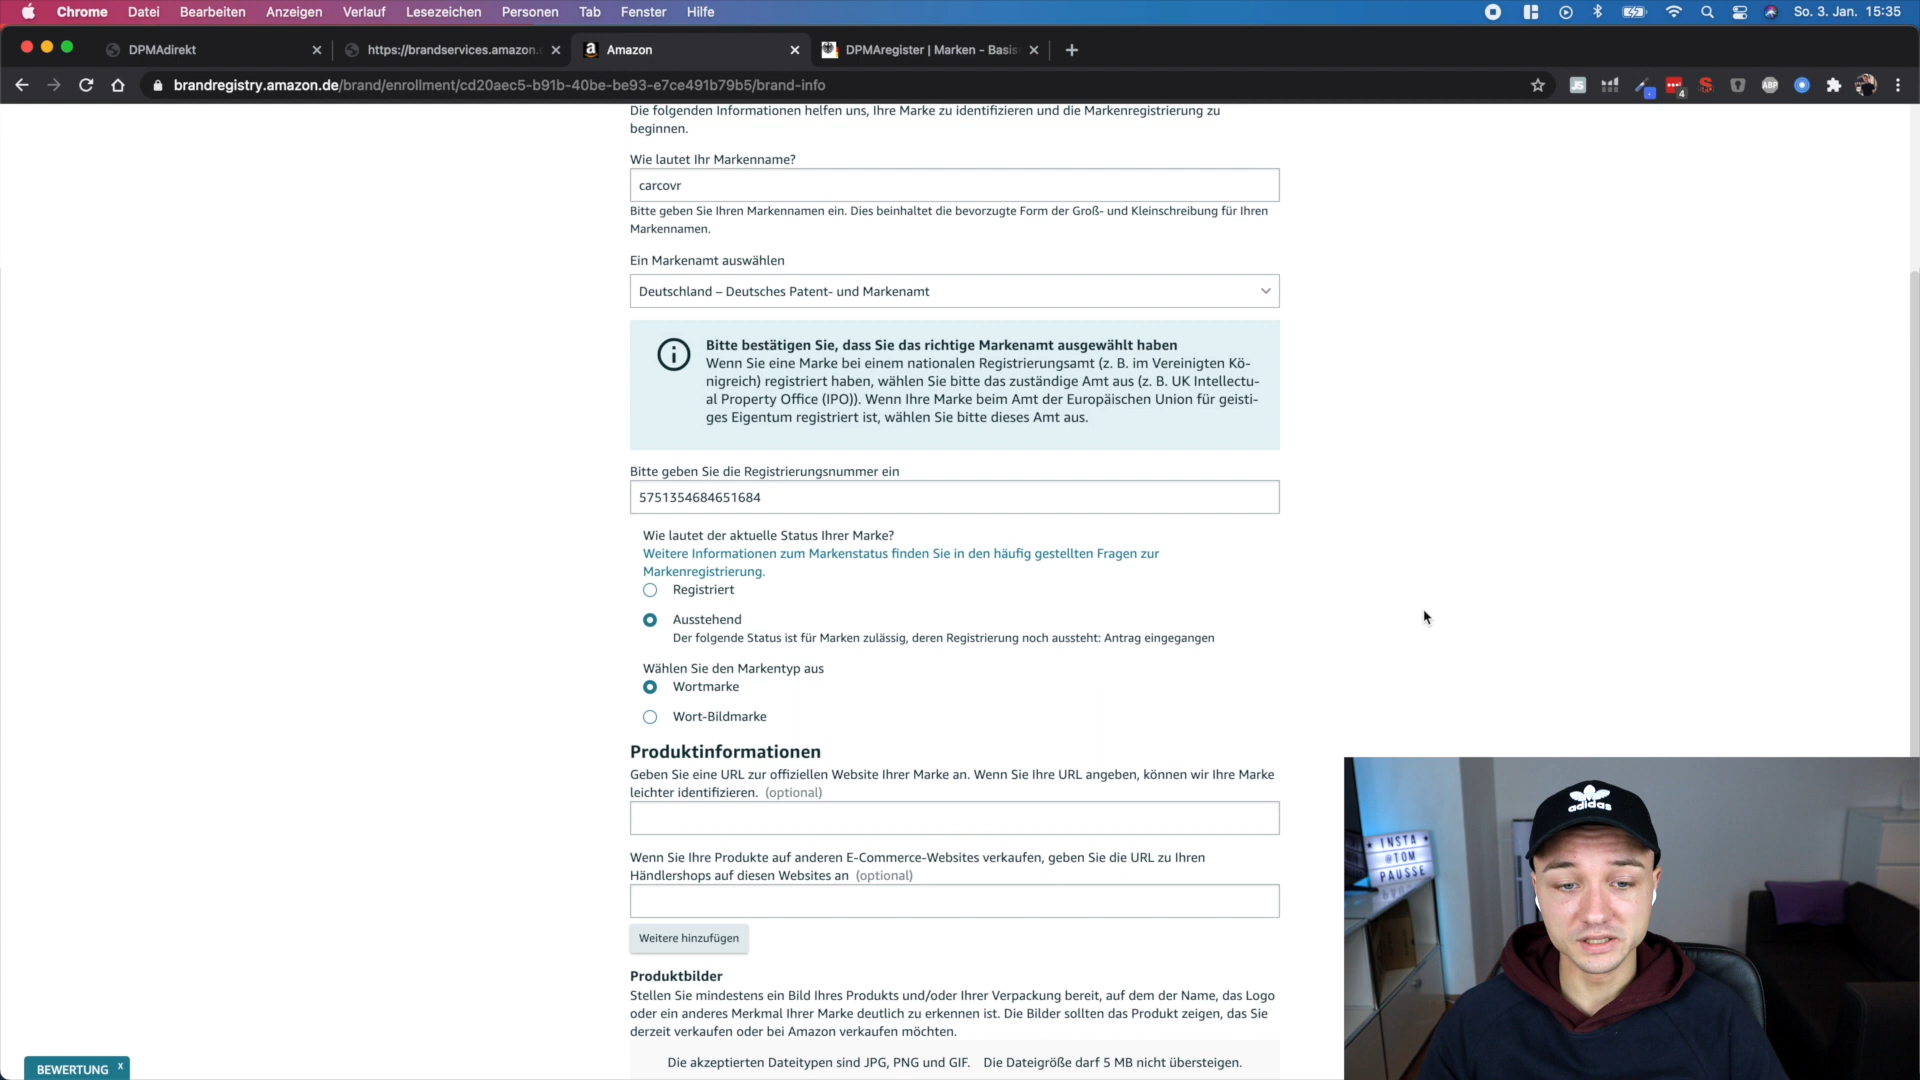 Chrome Datei Bearbeiten Anzeigen Verlauf Lesezeichen Personen Tab Fenster Hilfe So. 3. Jan. 15:35
DPMAdirekt https://brandservices.amazon. Amazon DPMAregister | Marken - Basis
brandregistry.amazon.de/brand/enrollment/cd20aec5-b91b-40be-be93-e7ce491b79b5/brand-info
Die folgenden Informationen helfen uns, Ihre Marke zu identifizieren und die Markenregistrierung zu
beginnen.
Wie lautet Ihr Markenname?
carcovr
Bitte geben Sie Ihren Markennamen ein. Dies beinhaltet die bevorzugte Form der Groß- und Kleinschreibung für Ihren
Markennamen.
Ein Markenamt auswählen
Deutschland – Deutsches Patent- und Markenamt
Bitte bestätigen Sie, dass Sie das richtige Markenamt ausgewählt haben
Wenn Sie eine Marke bei einem nationalen Registrierungsamt (z. B. im Vereinigten Kö-
nigreich) registriert haben, wählen Sie bitte das zuständige Amt aus (z. B. UK Intellectu-
al Property Office (IPO)). Wenn Ihre Marke beim Amt der Europäischen Union für geisti-
ges Eigentum registriert ist, wählen Sie bitte dieses Amt aus.
Bitte geben Sie die Registrierungsnummer ein
5751354684651684
Wie lautet der aktuelle Status Ihrer Marke?
Weitere Informationen zum Markenstatus finden Sie in den häufig gestellten Fragen zur
Markenregistrierung.
Registriert
Ausstehend
Der folgende Status ist für Marken zulässig, deren Registrierung noch aussteht: Antrag eingegangen
Wählen Sie den Markentyp aus
Wortmarke
Wort-Bildmarke
Produktinformationen
Geben Sie eine URL zur offiziellen Website Ihrer Marke an. Wenn Sie Ihre URL angeben, können wir Ihre Marke
leichter identifizieren. (optional)
Wenn Sie Ihre Produkte auf anderen E-Commerce-Websites verkaufen, geben Sie die URL zu Ihren
Händlershops auf diesen Websites an (optional)
Weitere hinzufügen
Produktbilder
Stellen Sie mindestens ein Bild Ihres Produkts und/oder Ihrer Verpackung bereit, auf dem der Name, das Logo
oder ein anderes Merkmal Ihrer Marke deutlich zu erkennen ist. Die Bilder sollten das Produkt zeigen, das Sie
derzeit verkaufen oder bei Amazon verkaufen möchten.
Die akzeptierten Dateitypen sind JPG, PNG und GIF. Die Dateigröße darf 5 MB nicht übersteigen.
BEWERTUNG x
adidas
INSTA
@TOM
PAUSSE